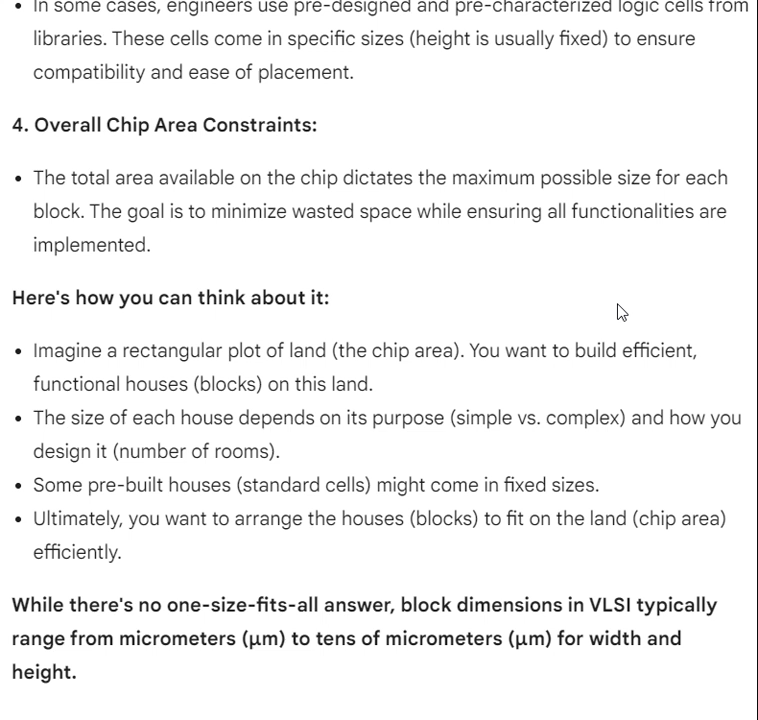 • In some cases, engineers use pre-designed and pre-characterized logic cells from
libraries. These cells come in specific sizes (height is usually fixed) to ensure
compatibility and ease of placement.
4. Overall Chip Area Constraints:
• The total area available on the chip dictates the maximum possible size for each
block. The goal is to minimize wasted space while ensuring all functionalities are
implemented.
Here's how you can think about it:
• Imagine a rectangular plot of land (the chip area). You want to build efficient,
functional houses (blocks) on this land.
• The size of each house depends on its purpose (simple vs. complex) and how you
design it (number of rooms).
• Some pre-built houses (standard cells) might come in fixed sizes.
• Ultimately, you want to arrange the houses (blocks) to fit on the land (chip area)
efficiently.
While there's no one-size-fits-all answer, block dimensions in VLSI typically
range from micrometers (µm) to tens of micrometers (µm) for width and
height.